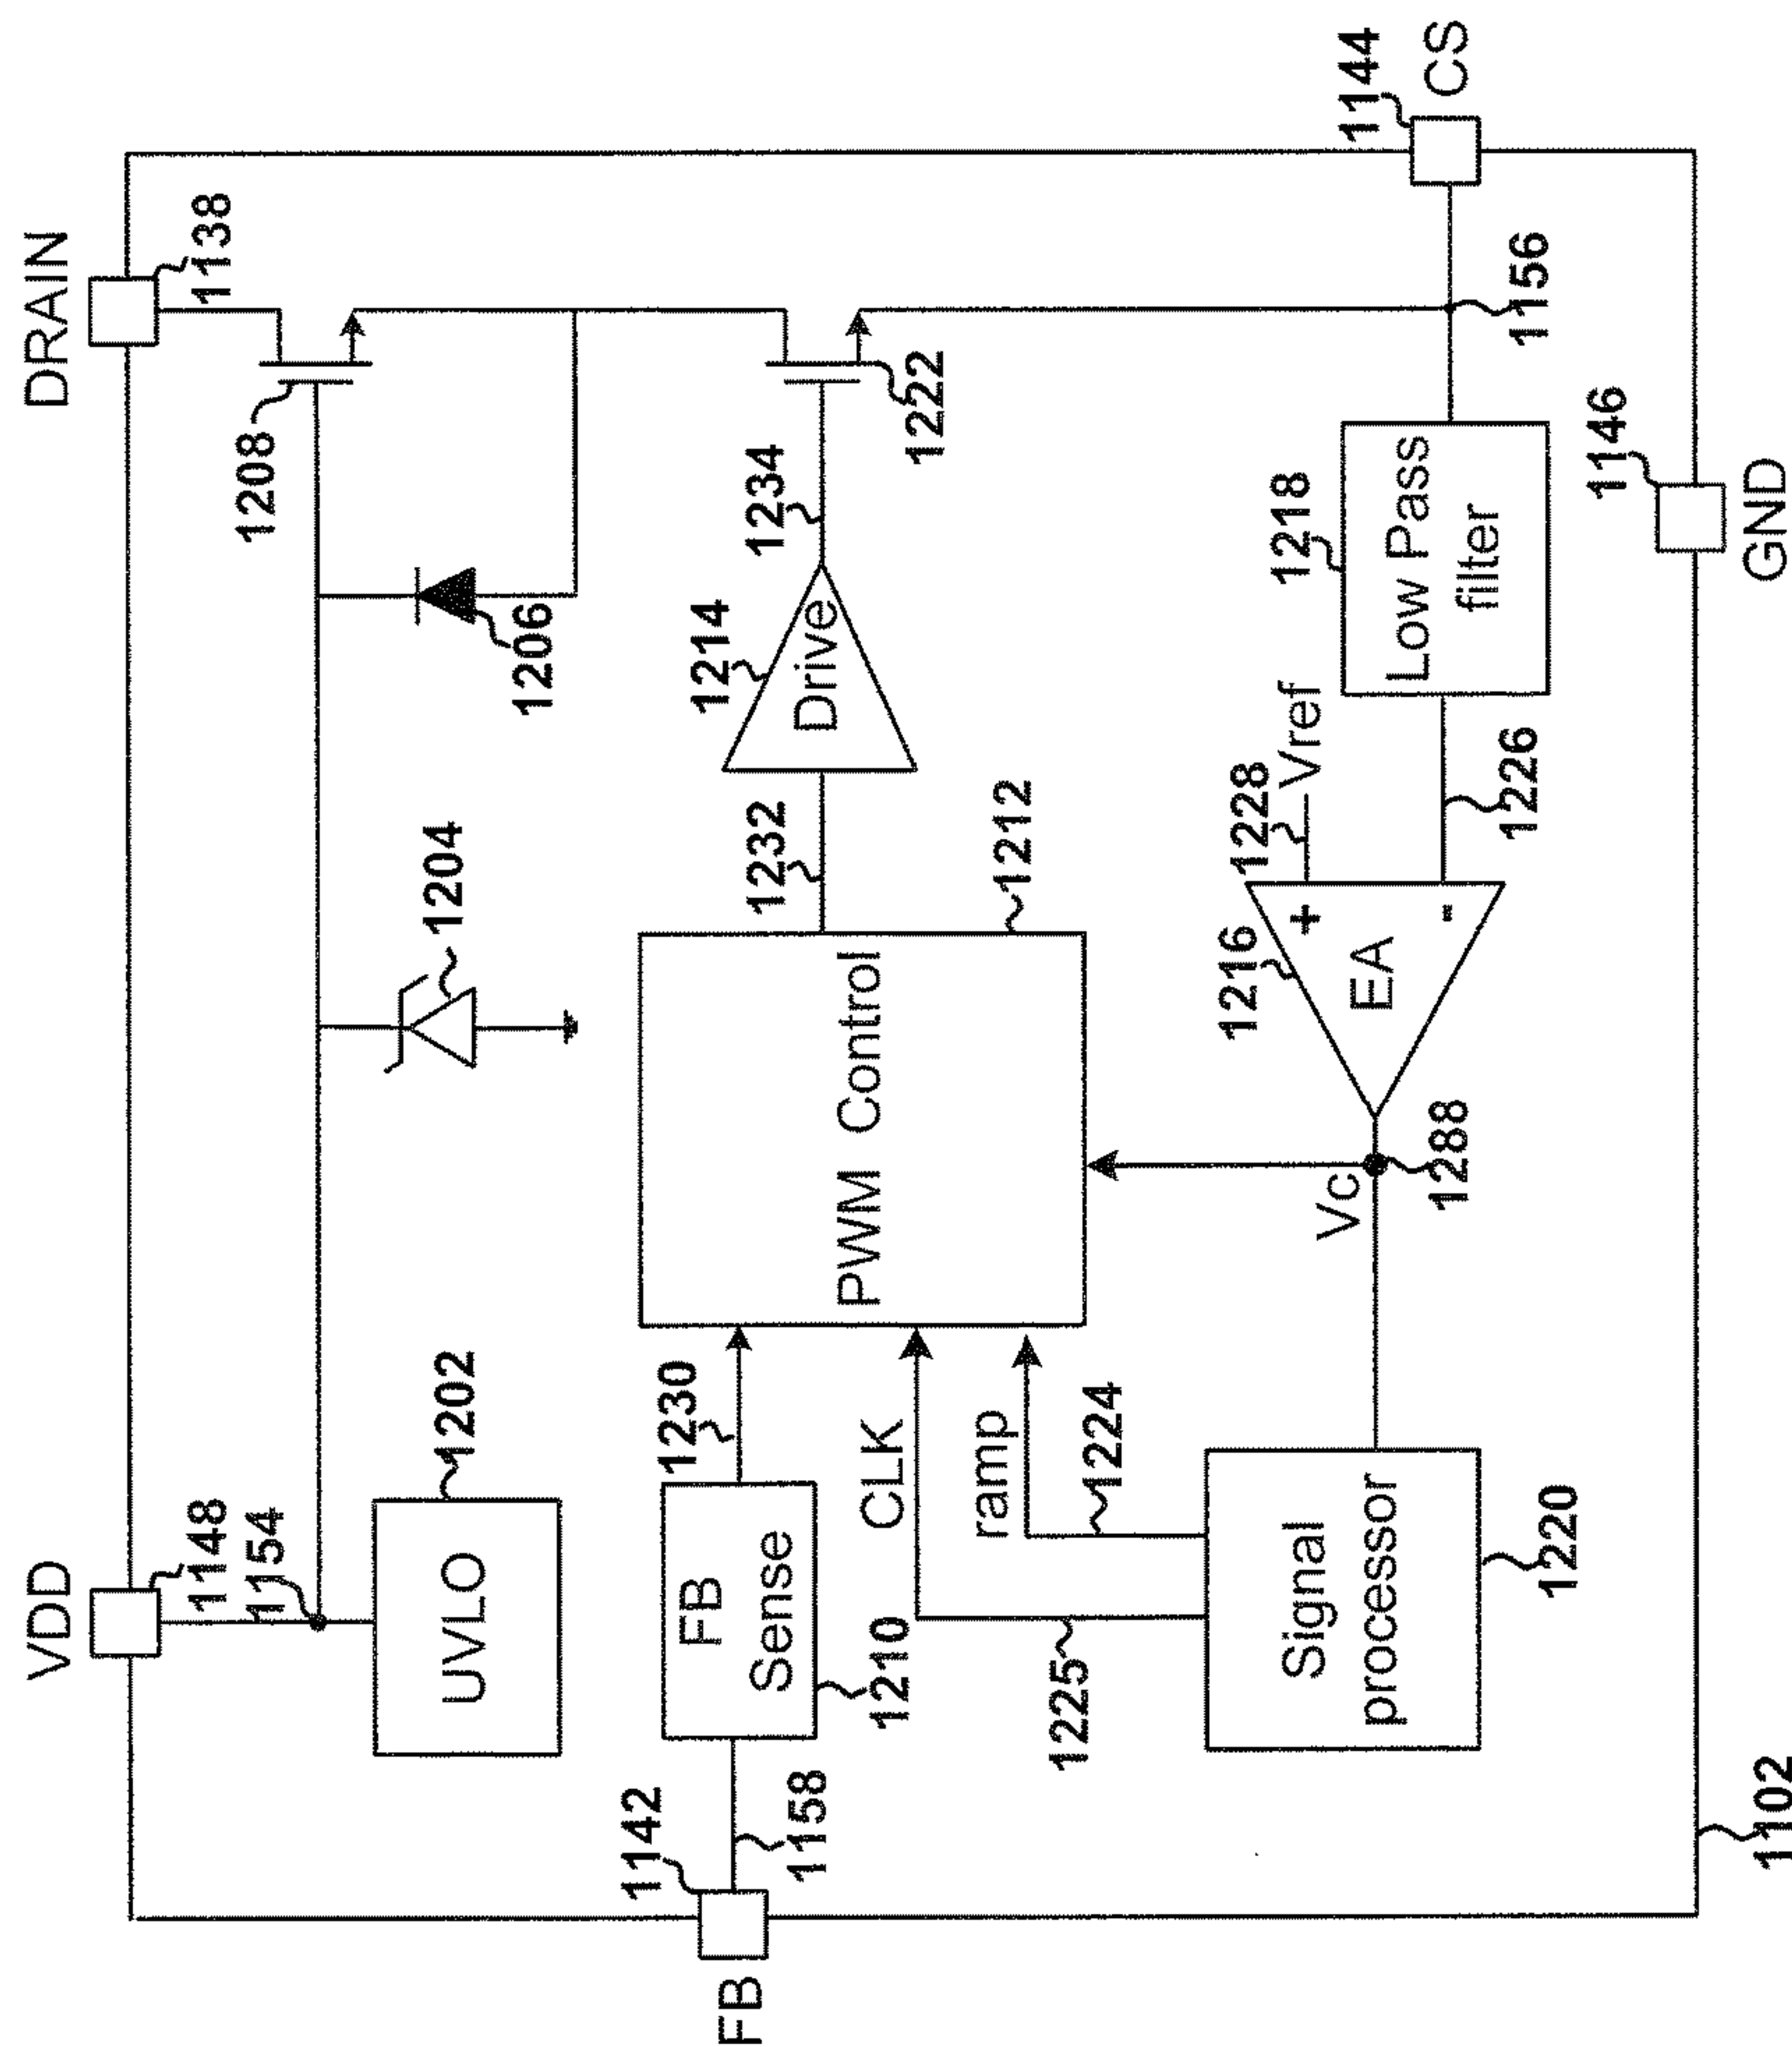 VDD
DRAIN
1148
1154
1138
1208
1202
UVLO
1204
1206
1142
FB
1158
FB
Sense
1210
1230
PWM Control
1212
1232
1214
Drive
1234
1222
CLK
ramp
1224
1225
Signal
processor
1220
Vc
1288
1216
EA
+
-
1228
Vref
1226
1218
Low Pass
filter
1156
1144
CS
1146
GND
1102